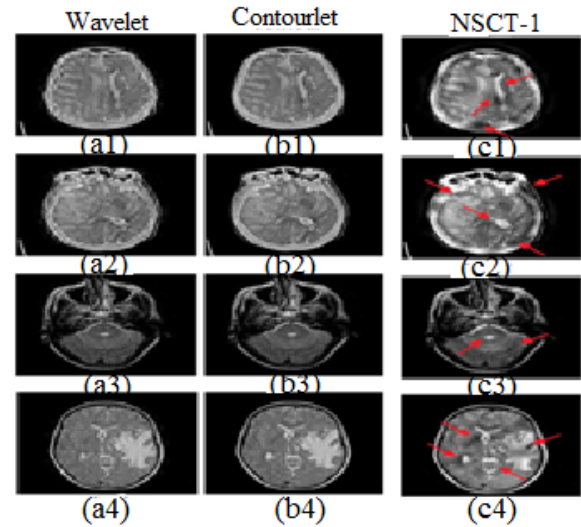 Wavelet Contourlet NSCT-1
(a1) (b1) (c1)
(a2) (b2) (c2)
(a3) (b3) (c3)
(a4) (b4) (c4)